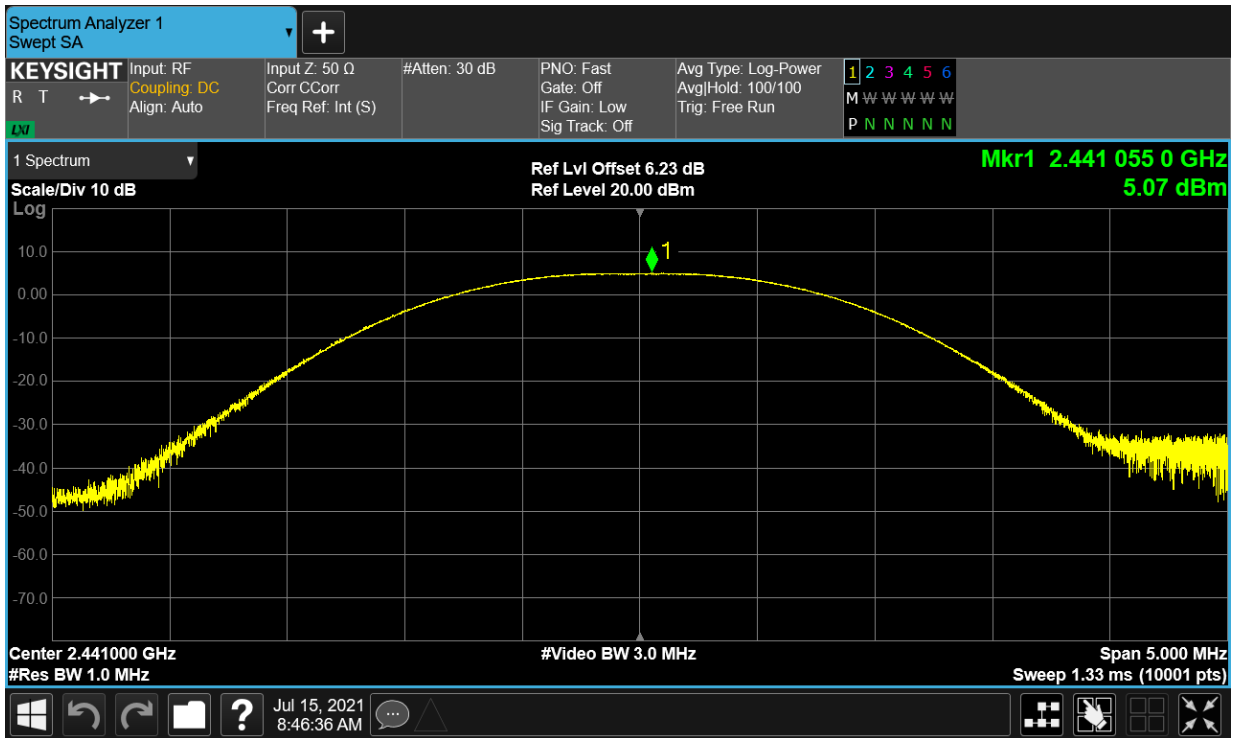 Spectrum Analyzer 1
Swept SA
KEYSIGHT
R T
LXI
Input: RF
Coupling: DC
Align: Auto
Input Z: 50 Ω
Corr CCorr
Freq Ref: Int (S)
#Atten: 30 dB
PNO: Fast
Gate: Off
IF Gain: Low
Sig Track: Off
Avg Type: Log-Power
Avg|Hold: 100/100
Trig: Free Run
1 2 3 4 5 6
M W W W W W
P N N N N N
1 Spectrum
Scale/Div 10 dB
Log
Ref Lvl Offset 6.23 dB
Ref Level 20.00 dBm
Mkr1 2.441 055 0 GHz
5.07 dBm
1
10.0
0.00
-10.0
-20.0
-30.0
-40.0
-50.0
-60.0
-70.0
Center 2.441000 GHz
#Res BW 1.0 MHz
#Video BW 3.0 MHz
Span 5.000 MHz
Sweep 1.33 ms (10001 pts)
?
Jul 15, 2021
8:46:36 AM